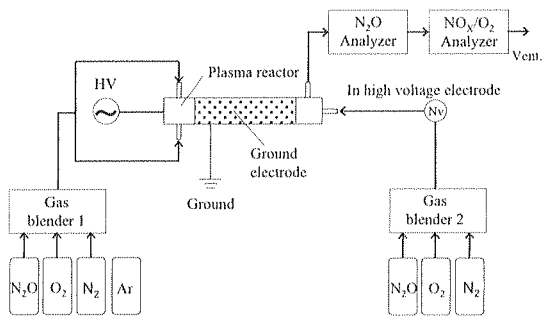 N₂O
Analyzer
NOX/O₂
Analyzer
Vent.
HV
Plasma reactor
In high voltage electrode
Nv
Ground
electrode
Ground
Gas
blender 1
Gas
blender 2
N₂O
O₂
N₂
Ar
N₂O
O₂
N₂